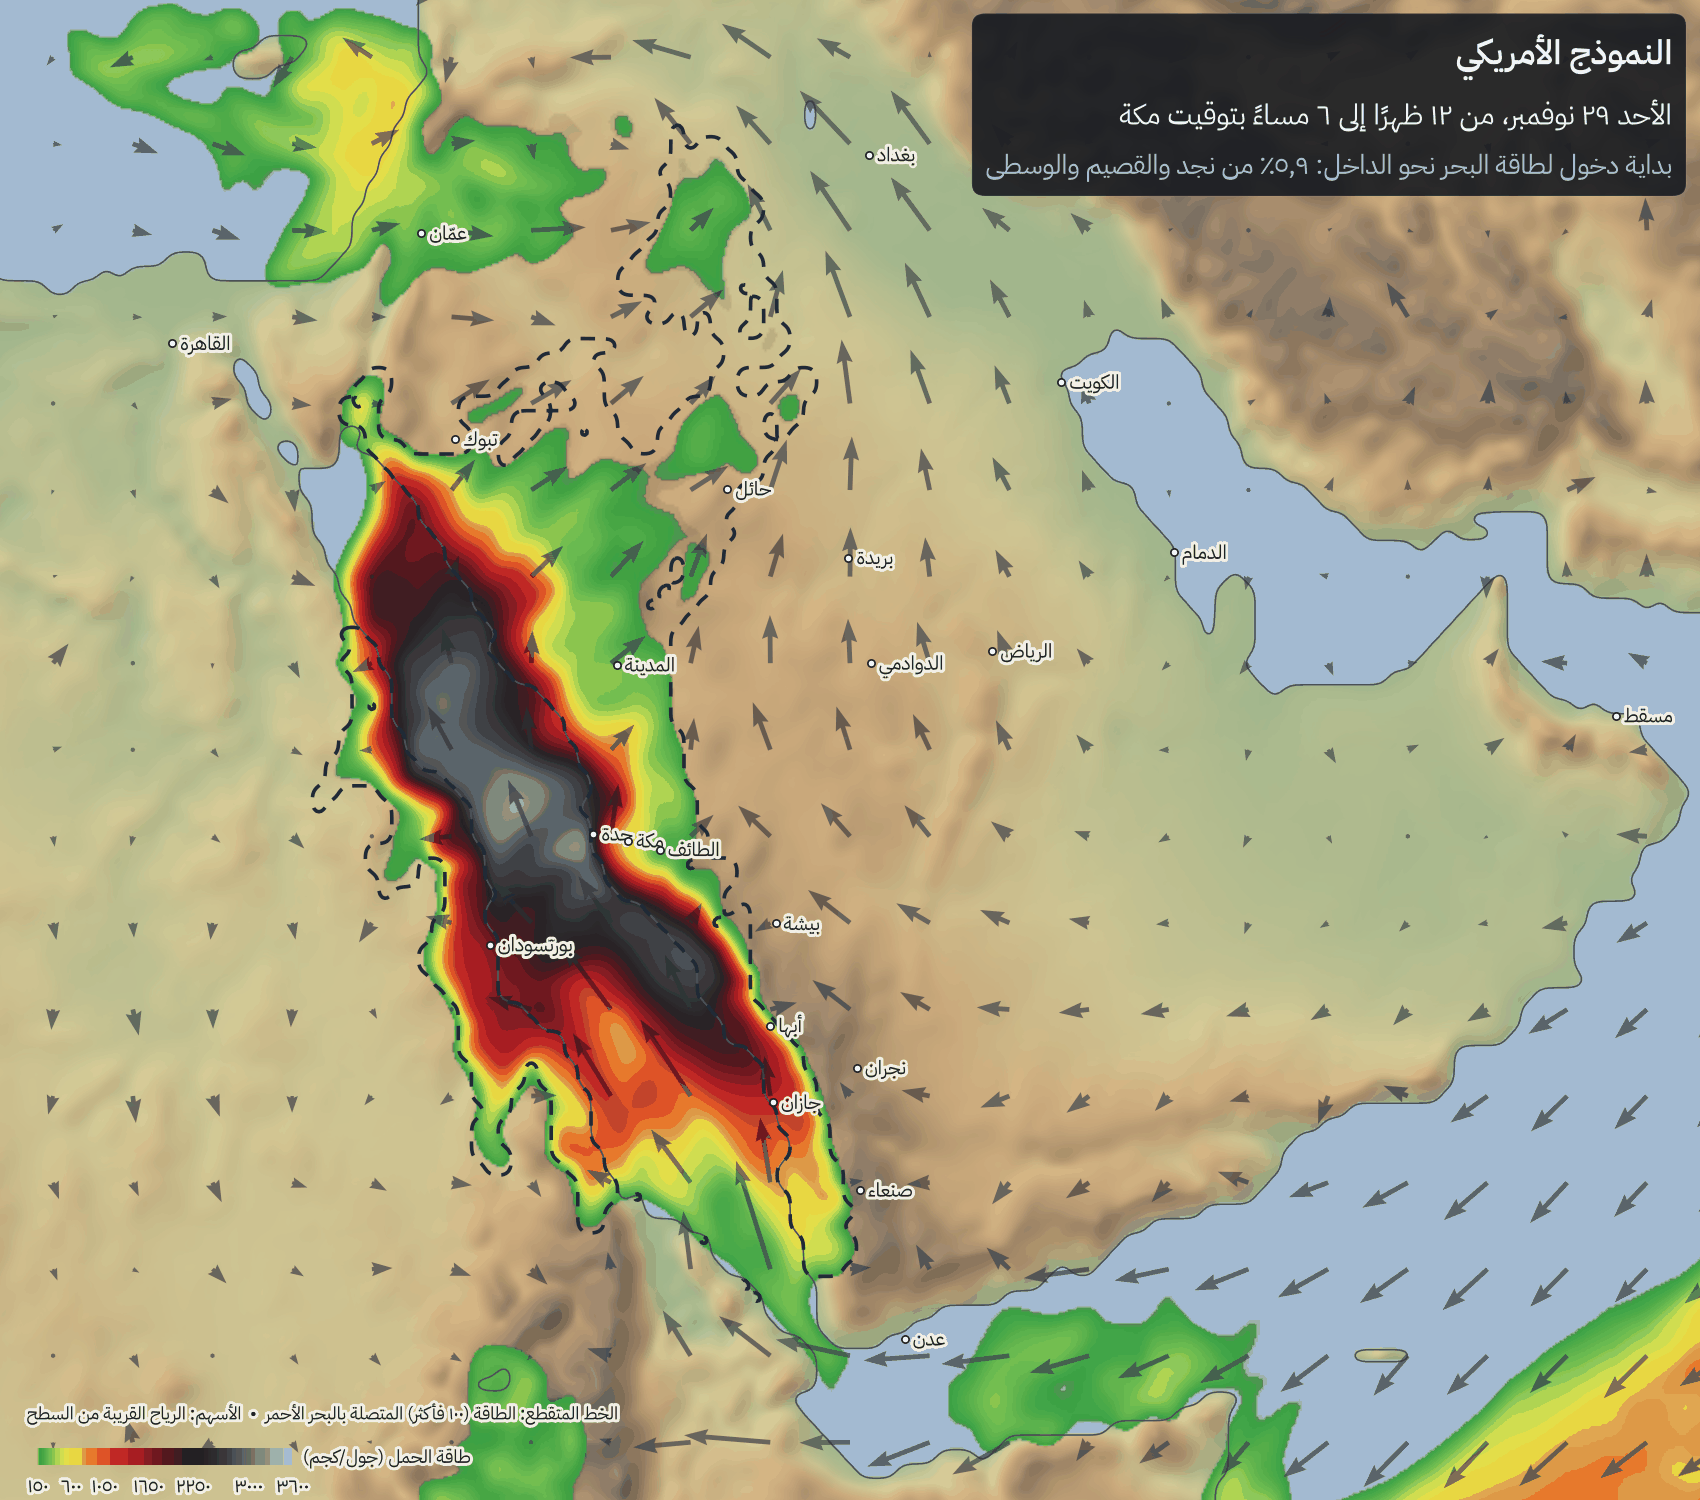 النموذج الأمريكي
الأحد ٢٩ نوفمبر، من ١٢ ظهرًا إلى ٦ مساءً بتوقيت مكة
بداية دخول لطاقة البحر نحو الداخل: ٥,٩٪ من نجد والقصيم والوسطى
بغداد
عمّان
القاهرة
الكويت
تبوك
حائل
الدمام
بريدة
الرياض
الدوادمي
المدينة
مسقط
جدة
مكة
الطائف
بيشة
بورتسودان
أبها
نجران
جازان
صنعاء
عدن
الخط المتقطع: الطاقة (١٠٠ فأكثر) المتصلة بالبحر الأحمر • الأسهم: الرياح القريبة من السطح
طاقة الحمل (جول/كجم)
١٥٠ ٦٠٠ ١٠٥٠ ١٦٥٠ ٢٢٥٠ ٣٠٠٠ ٣٦٠٠